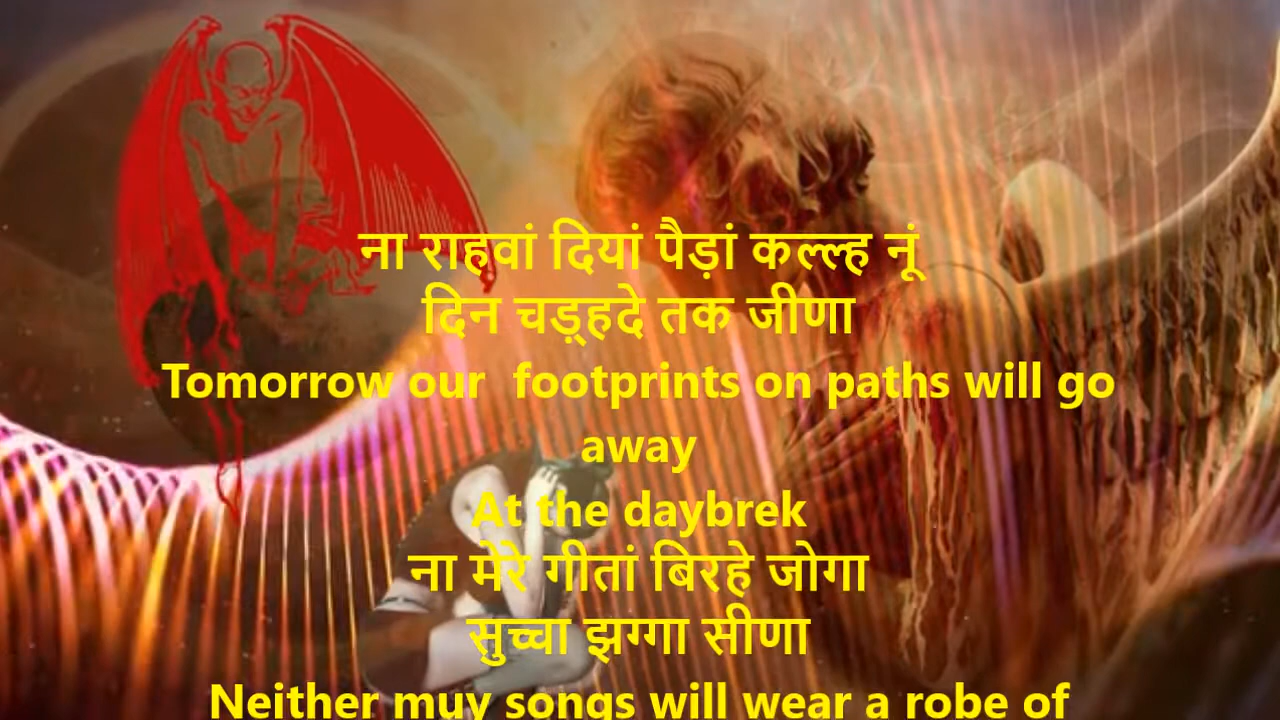 ना राहवां दियां पैड़ां कल्ल्ह नूं
दिन चड़्हदे तक जीणा
Tomorrow our footprints on paths will go
away
At the daybrek
ना मेरे गीतां बिरहे जोगा
सुच्चा झग्गा सीणा
Neither muy songs will wear a robe of